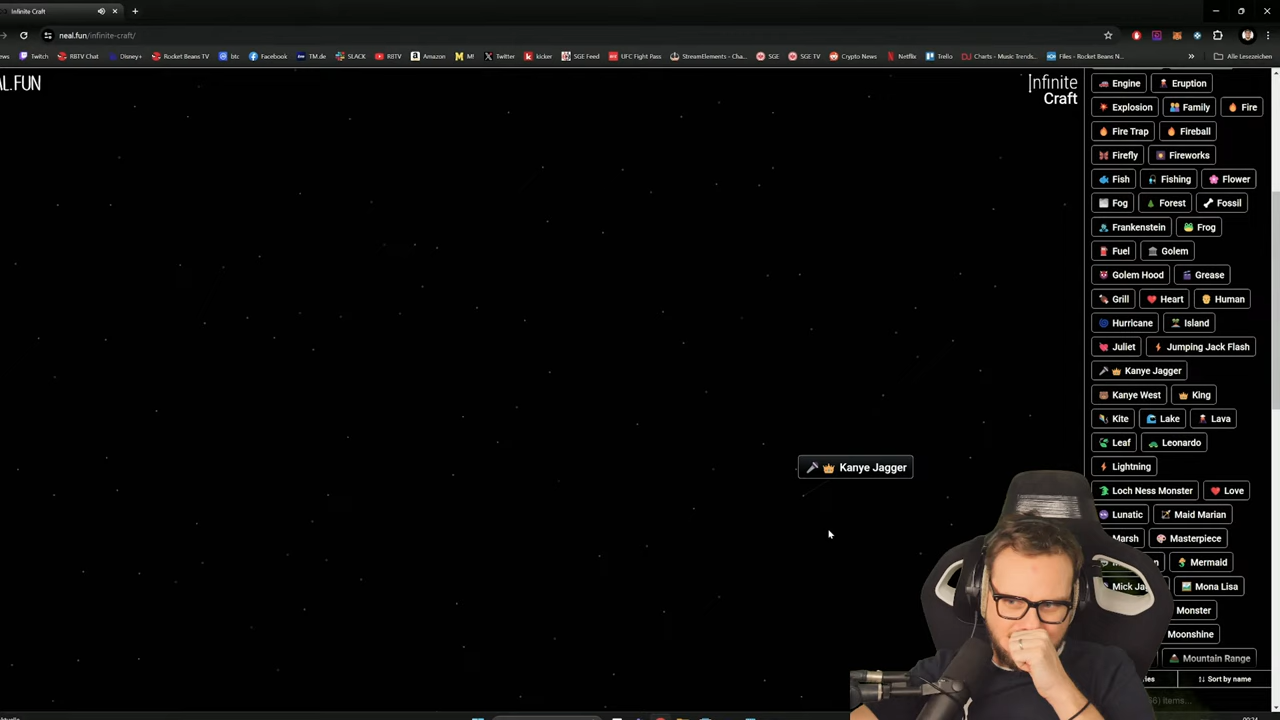 Infinite Craft
neal.fun/infinite-craft/
Twitch RBTV Chat Disney+ Rocket Beans TV btc Facebook TM.de SLACK RBTV Amazon M! Twitter kicker SGE Feed UFC Fight Pass StreamElements - Cha... SGE SGE TV Crypto News Netflix Trello DJ Charts - Music Trends... Files - Rocket Beans N... Alle Lesezeichen
AL.FUN
Infinite
Craft
Engine Eruption
Explosion Family Fire
Fire Trap Fireball
Firefly Fireworks
Fish Fishing Flower
Fog Forest Fossil
Frankenstein Frog
Fuel Golem
Golem Hood Grease
Grill Heart Human
Hurricane Island
Juliet Jumping Jack Flash
Kanye Jagger
Kanye West King
Kite Lake Lava
Leaf Leonardo
Lightning
Kanye Jagger
Loch Ness Monster Love
Lunatic Maid Marian
Marsh Masterpiece
Mermaid
Mick Ja Mona Lisa
Monster
Moonshine
Mountain Range
Sort by name
items...